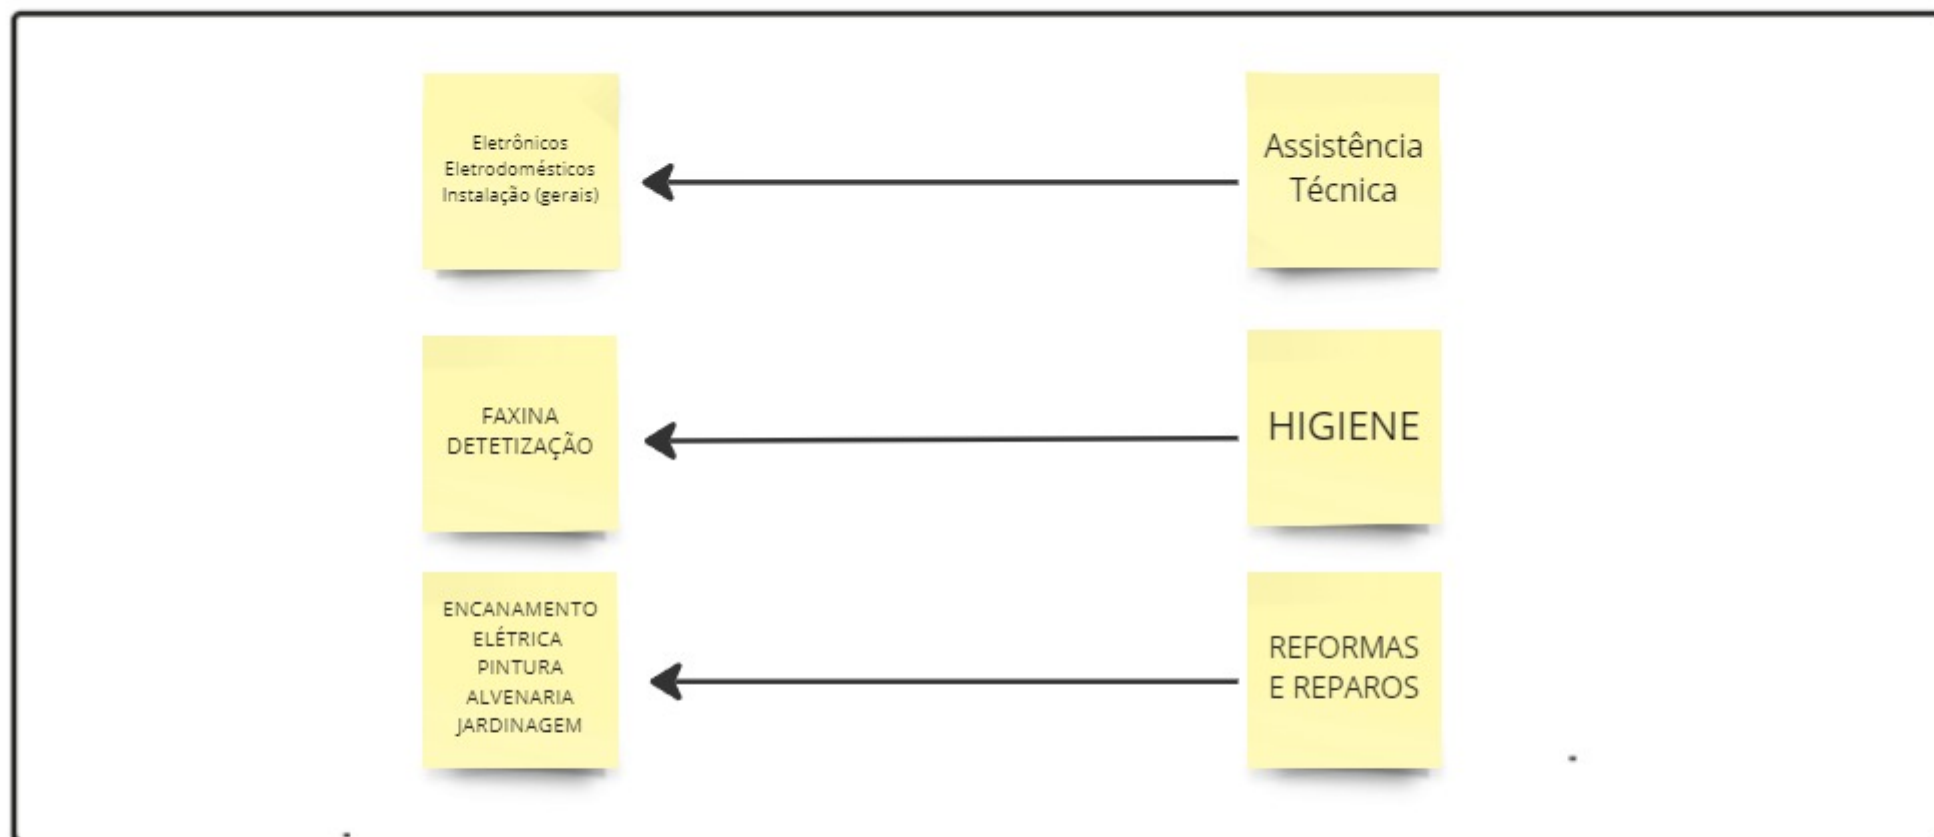 Eletrônicos
Eletrodomésticos
Instalação (gerais)
Assistência
Técnica
FAXINA
DETETIZAÇÃO
HIGIENE
ENCANAMENTO
ELÉTRICA
PINTURA
ALVENARIA
JARDINAGEM
REFORMAS
E REPAROS